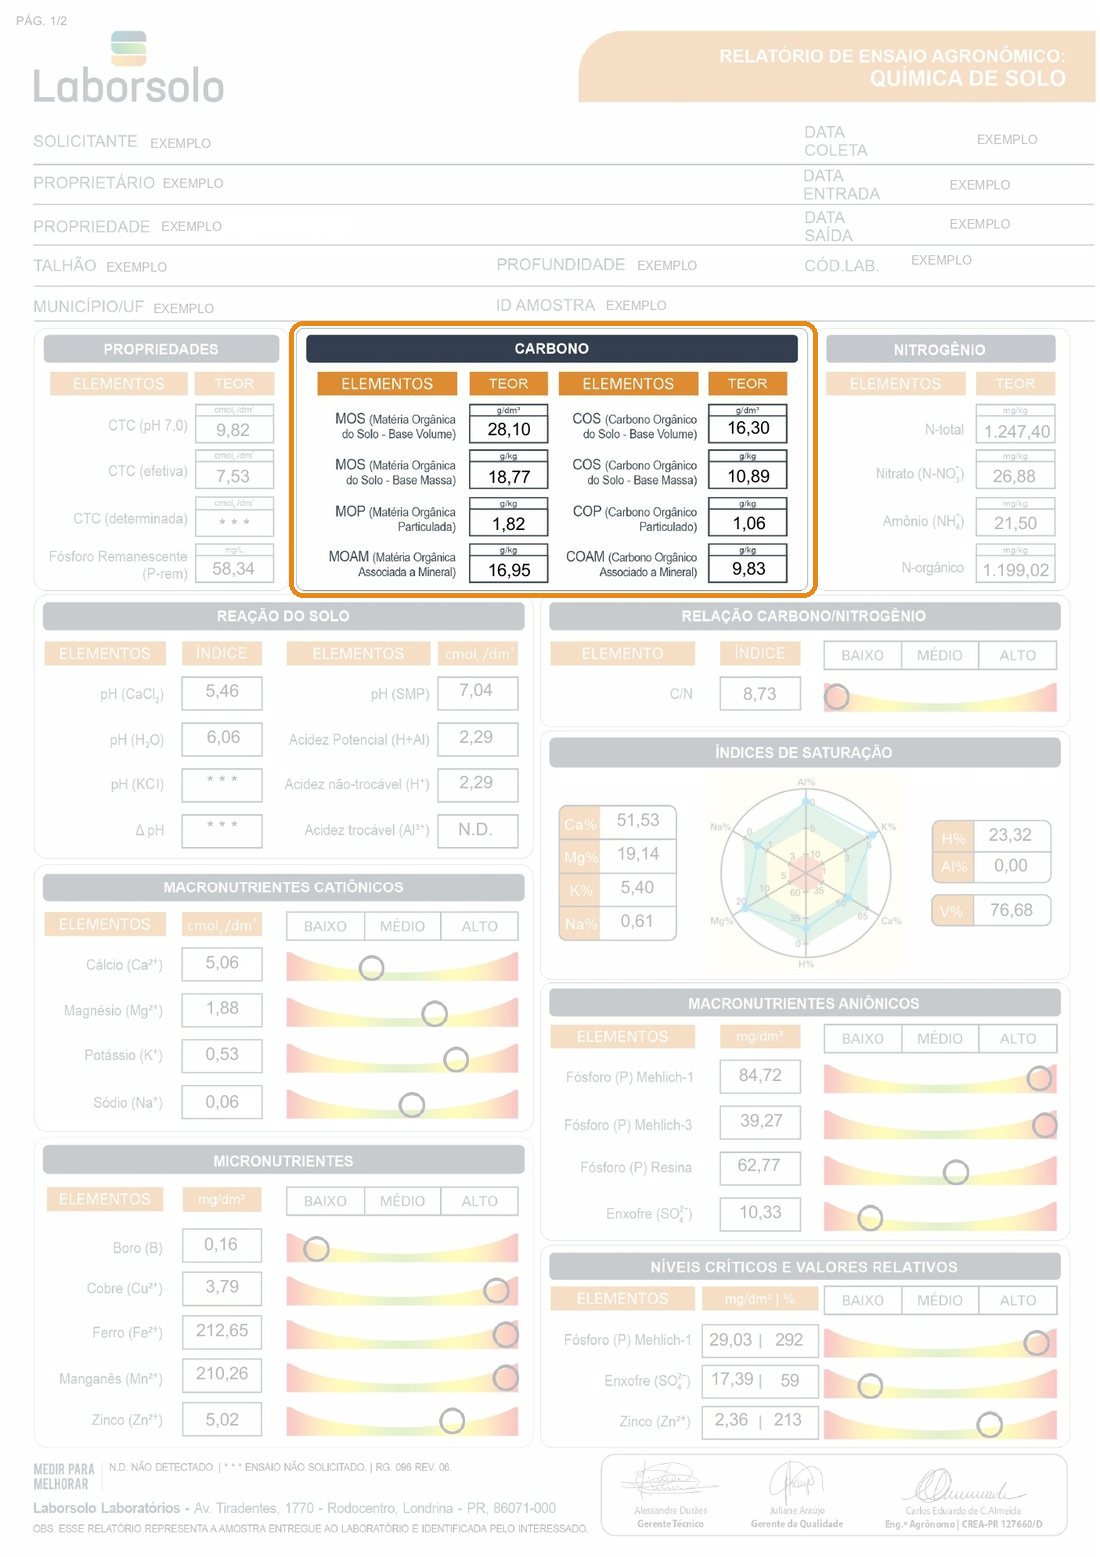 PÁG. 1/2
Laborsolo
RELATÓRIO DE ENSAIO AGRONÔMICO:
QUÍMICA DE SOLO
SOLICITANTE EXEMPLO
DATA COLETA EXEMPLO
PROPRIETÁRIO EXEMPLO
DATA ENTRADA EXEMPLO
PROPRIEDADE EXEMPLO
DATA SAÍDA EXEMPLO
TALHÃO EXEMPLO
PROFUNDIDADE EXEMPLO
CÓD.LAB. EXEMPLO
MUNICÍPIO/UF EXEMPLO
ID AMOSTRA EXEMPLO
PROPRIEDADES
ELEMENTOS TEOR
CTC (pH 7,0) cmolc/dm³ 9,82
CTC (efetiva) cmolc/dm³ 7,53
CTC (determinada) cmolc/dm³ * * *
Fósforo Remanescente
(P-rem) mg/L 58,34
CARBONO
ELEMENTOS TEOR ELEMENTOS TEOR
MOS (Matéria Orgânica
do Solo - Base Volume) g/dm³ 28,10
COS (Carbono Orgânico
do Solo - Base Volume) g/dm³ 16,30
MOS (Matéria Orgânica
do Solo - Base Massa) g/kg 18,77
COS (Carbono Orgânico
do Solo - Base Massa) g/kg 10,89
MOP (Matéria Orgânica
Particulada) g/kg 1,82
COP (Carbono Orgânico
Particulado) g/kg 1,06
MOAM (Matéria Orgânica
Associada a Mineral) g/kg 16,95
COAM (Carbono Orgânico
Associado a Mineral) g/kg 9,83
NITROGÊNIO
ELEMENTOS TEOR
N-total mg/kg 1.247,40
Nitrato (N-NO₃⁻) mg/kg 26,88
Amônio (NH₄⁺) mg/kg 21,50
N-orgânico mg/kg 1.199,02
REAÇÃO DO SOLO
ELEMENTOS ÍNDICE ELEMENTOS cmolc/dm³
pH (CaCl₂) 5,46 pH (SMP) 7,04
pH (H₂O) 6,06 Acidez Potencial (H+Al) 2,29
pH (KCl) * * * Acidez não-trocável (H⁺) 2,29
Δ pH * * * Acidez trocável (Al³⁺) N.D.
RELAÇÃO CARBONO/NITROGÊNIO
ELEMENTO ÍNDICE BAIXO MÉDIO ALTO
C/N 8,73
ÍNDICES DE SATURAÇÃO
Ca% 51,53
Mg% 19,14
K% 5,40
Na% 0,61
Al%
K%
Ca%
H%
Mg%
Na%
H% 23,32
Al% 0,00
V% 76,68
MACRONUTRIENTES CATIÔNICOS
ELEMENTOS cmolc/dm³ BAIXO MÉDIO ALTO
Cálcio (Ca²⁺) 5,06
Magnésio (Mg²⁺) 1,88
Potássio (K⁺) 0,53
Sódio (Na⁺) 0,06
MACRONUTRIENTES ANIÔNICOS
ELEMENTOS mg/dm³ BAIXO MÉDIO ALTO
Fósforo (P) Mehlich-1 84,72
Fósforo (P) Mehlich-3 39,27
Fósforo (P) Resina 62,77
Enxofre (SO₄²⁻) 10,33
MICRONUTRIENTES
ELEMENTOS mg/dm³ BAIXO MÉDIO ALTO
Boro (B) 0,16
Cobre (Cu²⁺) 3,79
Ferro (Fe²⁺) 212,65
Manganês (Mn²⁺) 210,26
Zinco (Zn²⁺) 5,02
NÍVEIS CRÍTICOS E VALORES RELATIVOS
ELEMENTOS mg/dm³ | % BAIXO MÉDIO ALTO
Fósforo (P) Mehlich-1 29,03 | 292
Enxofre (SO₄²⁻) 17,39 | 59
Zinco (Zn²⁺) 2,36 | 213
MEDIR PARA
MELHORAR
N.D. NÃO DETECTADO. | * * * ENSAIO NÃO SOLICITADO. | RG. 096 REV. 06.
Laborsolo Laboratórios - Av. Tiradentes, 1770 - Rodocentro, Londrina - PR, 86071-000
OBS. ESSE RELATÓRIO REPRESENTA A AMOSTRA ENTREGUE AO LABORATÓRIO E IDENTIFICADA PELO INTERESSADO.
Alessandre Durães
Gerente Técnico
Juliane Araujo
Gerente da Qualidade
Carlos Eduardo de C.Almeida
Eng.º Agrônomo | CREA-PR 127660/D